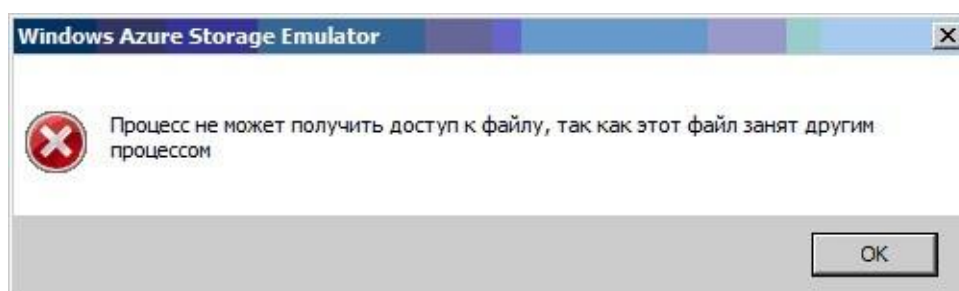 Windows Azure Storage Emulator
Процесс не может получить доступ к файлу, так как этот файл занят другим
процессом
OK